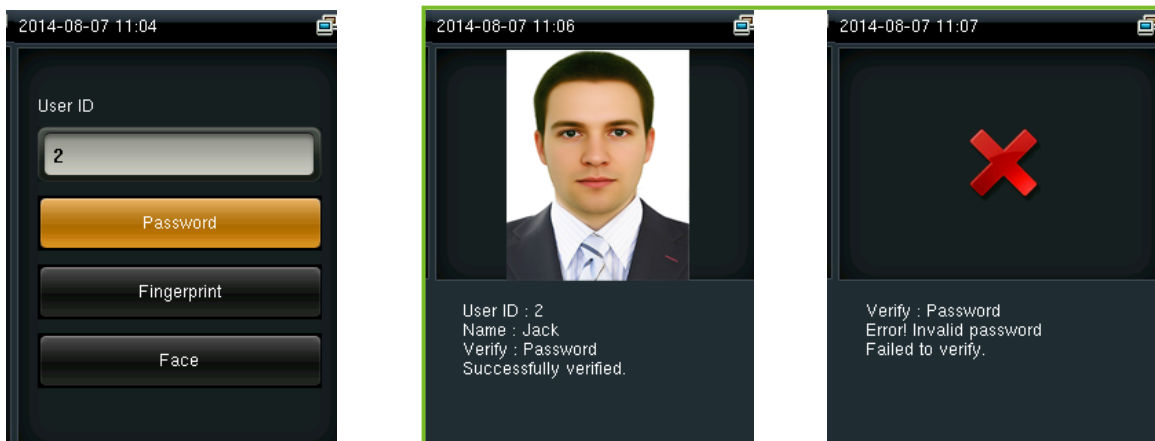 2014-08-07 11:04
User ID
2
Password
Fingerprint
Face
2014-08-07 11:06
User ID : 2
Name : Jack
Verify : Password
Successfully verified.
2014-08-07 11:07
Verify : Password
Error! Invalid password
Failed to verify.